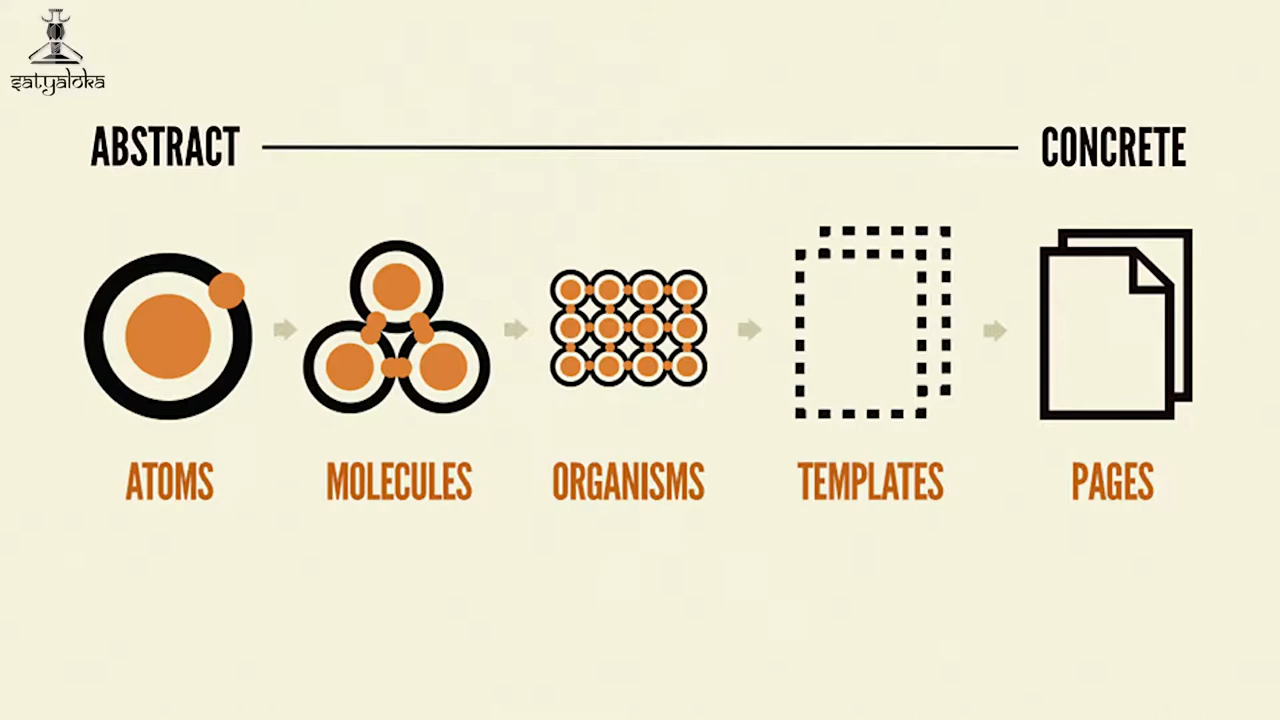 satyaloka
ABSTRACT
CONCRETE
ATOMS
MOLECULES
ORGANISMS
TEMPLATES
PAGES